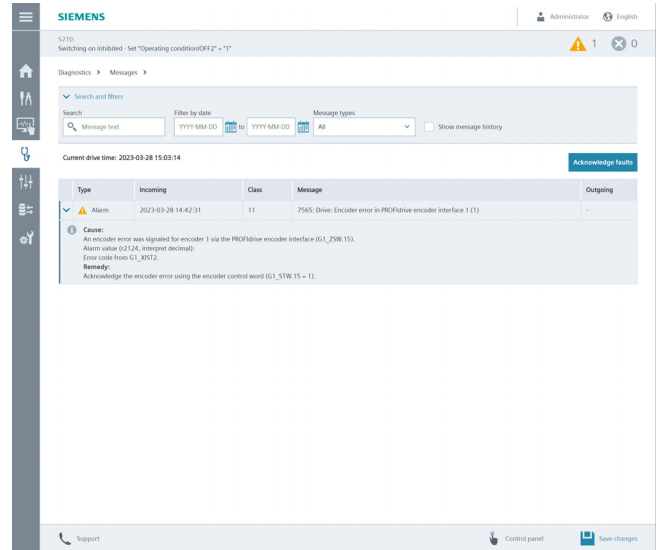 SIEMENS
Administrator
English
S210:
Switching on inhibited - Set "Operating condition/OFF2" = "1"
1
0
Diagnostics > Messages >
Search and filters
Search
Filter by date
Message types
Message text
YYYY-MM-DD
to
YYYY-MM-DD
All
Show message history
Current drive time: 2023-03-28 15:03:14
Acknowledge faults
Type Incoming Class Message Outgoing
Alarm 2023-03-28 14:42:31 11 7565: Drive: Encoder error in PROFIdrive encoder interface 1 (1) -
Cause:
An encoder error was signaled for encoder 1 via the PROFIdrive encoder interface (G1_ZSW.15).
Alarm value (r2124, interpret decimal):
Error code from G1_XIST2.
Remedy:
Acknowledge the encoder error using the encoder control word (G1_STW.15 = 1).
Support
Control panel
Save changes